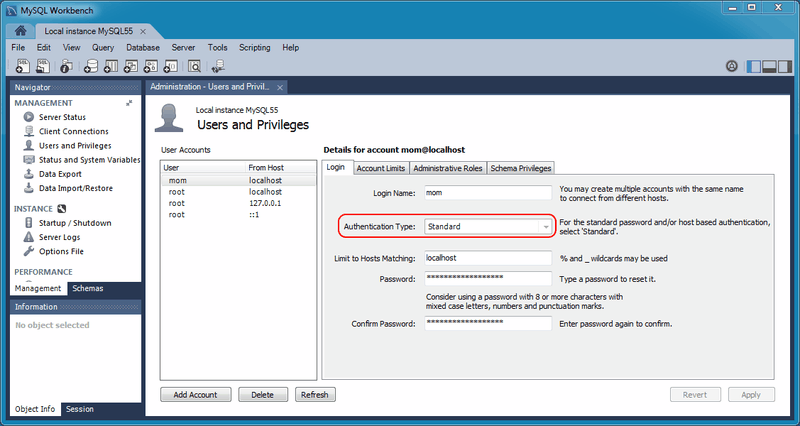 MySQL Workbench
Local instance MySQL55
File Edit View Query Database Server Tools Scripting Help
Navigator
MANAGEMENT
Server Status
Client Connections
Users and Privileges
Status and System Variables
Data Export
Data Import/Restore
INSTANCE
Startup / Shutdown
Server Logs
Options File
PERFORMANCE
Management Schemas
Information
No object selected
Object Info Session
Administration - Users and Privil...
Local instance MySQL55
Users and Privileges
User Accounts
User From Host
mom localhost
root localhost
root 127.0.0.1
root ::1
Add Account Delete Refresh
Details for account mom@localhost
Login Account Limits Administrative Roles Schema Privileges
Login Name: mom You may create multiple accounts with the same name
to connect from different hosts.
Authentication Type: Standard For the standard password and/or host based authentication,
select 'Standard'.
Limit to Hosts Matching: localhost % and _ wildcards may be used
Password: ****************** Type a password to reset it.
Consider using a password with 8 or more characters with
mixed case letters, numbers and punctuation marks.
Confirm Password: ****************** Enter password again to confirm.
Revert Apply